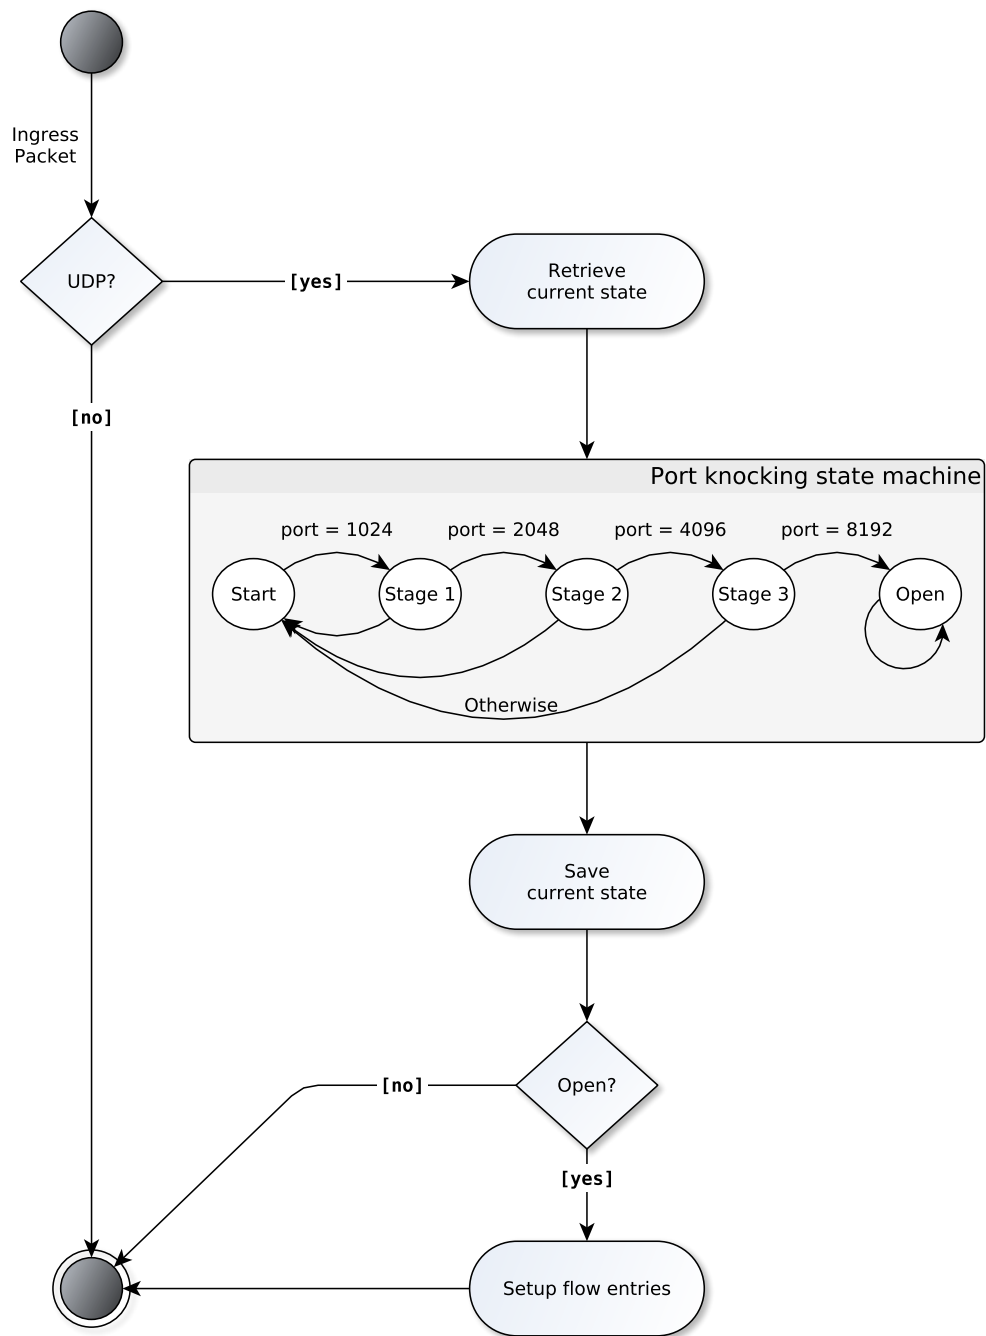 Ingress
Packet
UDP?
[yes]
Retrieve
current state
[no]
Port knocking state machine
port = 1024
port = 2048
port = 4096
port = 8192
Start
Stage 1
Stage 2
Stage 3
Open
Otherwise
Save
current state
Open?
[no]
[yes]
Setup flow entries